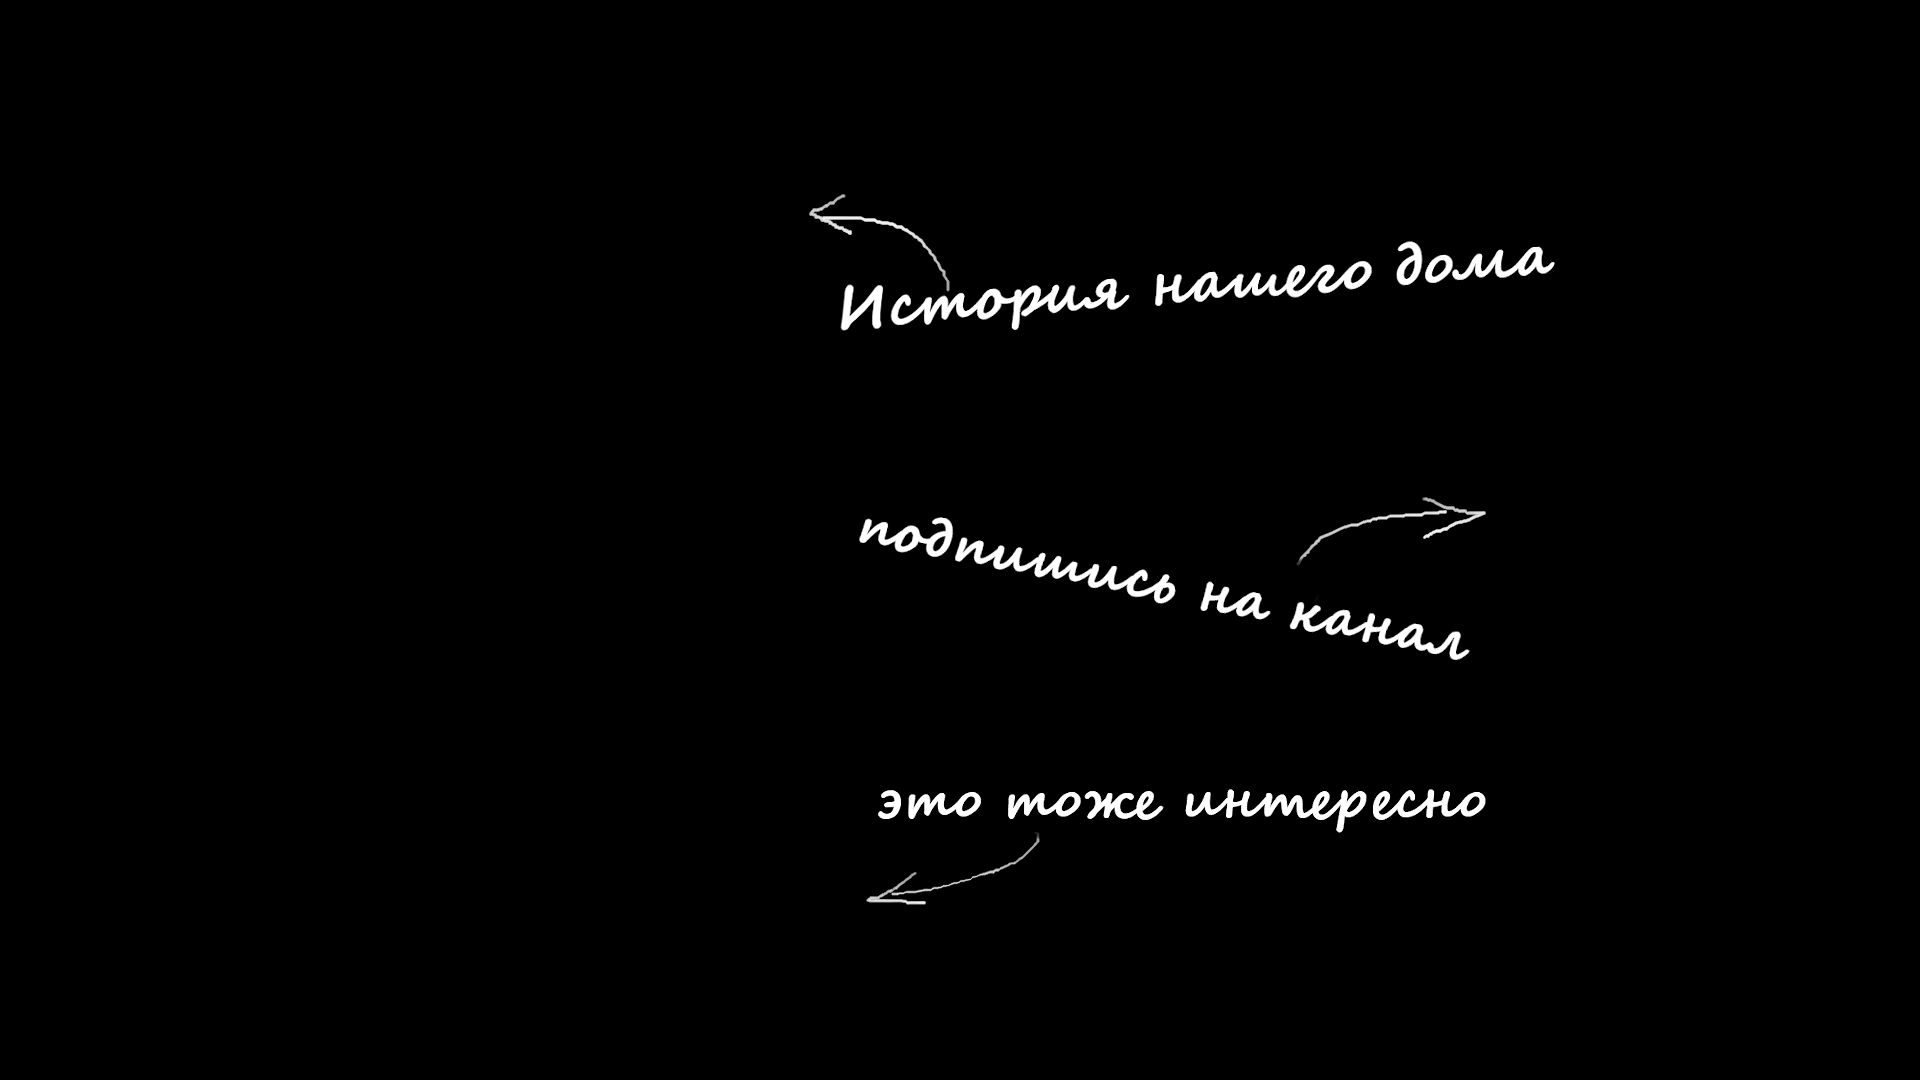 История нашего дома
подпишись на канал
это тоже интересно